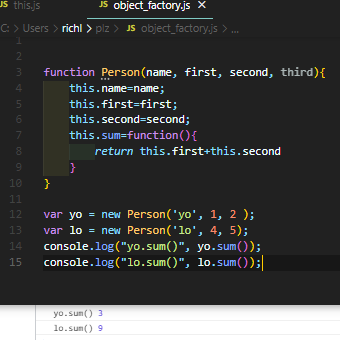 JS this.js
JS object_factory.js ×
C: > Users > richl > plz > JS object_factory.js > ...
1
2
3 function Person(name, first, second, third){
4 this.name=name;
5 this.first=first;
6 this.second=second;
7 this.sum=function(){
8 return this.first+this.second
9 }
10 }
11
12 var yo = new Person('yo', 1, 2 );
13 var lo = new Person('lo', 4, 5);
14 console.log("yo.sum()", yo.sum());
15 console.log("lo.sum()", lo.sum());
yo.sum() 3
lo.sum() 9